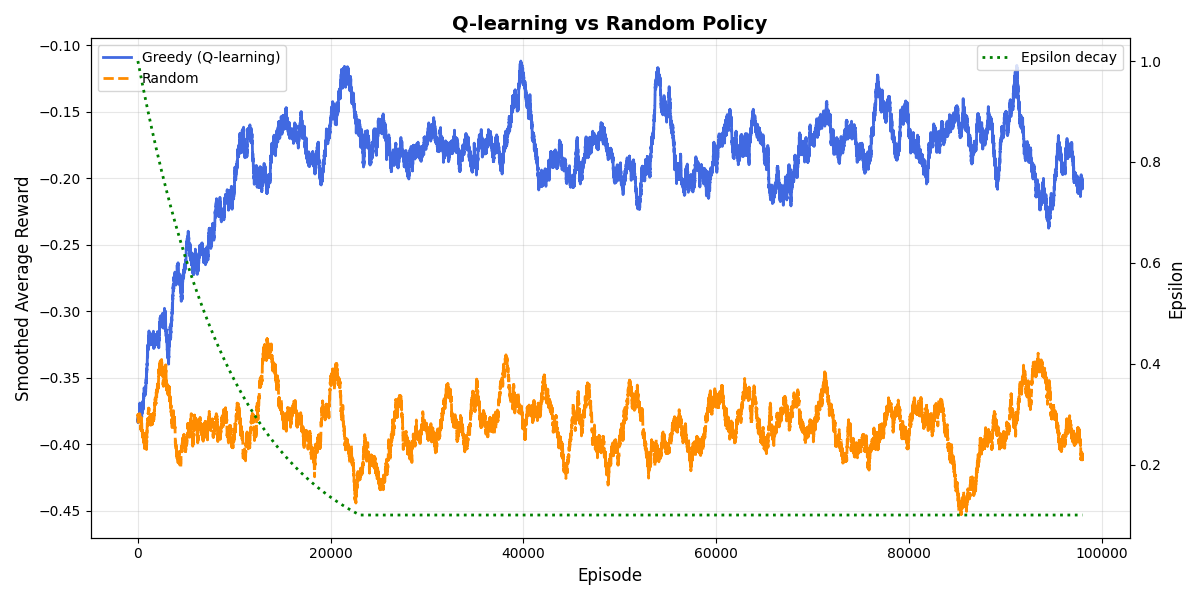 Q-learning vs Random Policy
Greedy (Q-learning)
Random
Epsilon decay
Smoothed Average Reward
−0.10
−0.15
−0.20
−0.25
−0.30
−0.35
−0.40
−0.45
1.0
0.8
0.6
0.4
0.2
Epsilon
0 20000 40000 60000 80000 100000
Episode